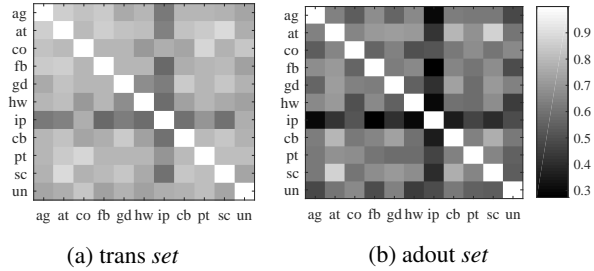 ag
at
co
fb
gd
hw
ip
cb
pt
sc
un
ag at co fb gd hw ip cb pt sc un
(a) trans set
ag
at
co
fb
gd
hw
ip
cb
pt
sc
un
ag at co fb gd hw ip cb pt sc un
(b) adout set
0.9
0.8
0.7
0.6
0.5
0.4
0.3